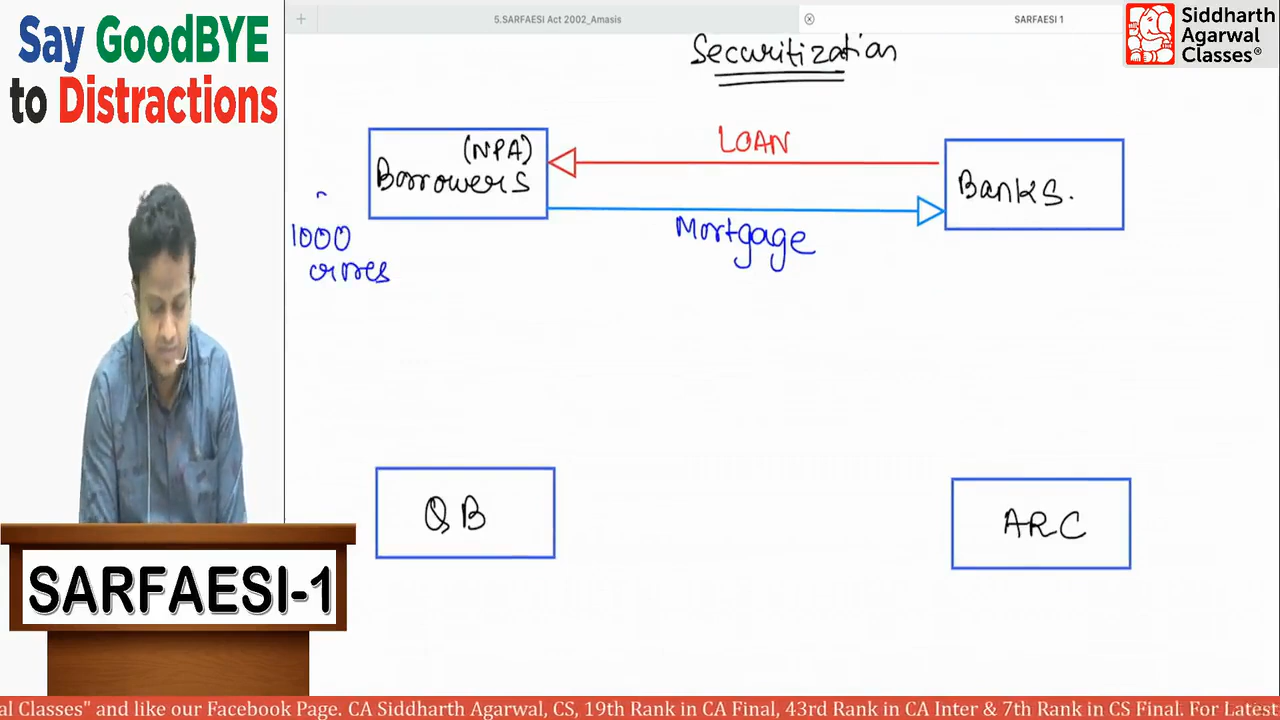 Say GoodBYE
to Distractions
5.SARFAESI Act 2002_Amasis
SARFAESI 1
Siddharth
Agarwal
Classes®
Securitization
(NPA)
Borrowers
LOAN
Banks.
Mortgage
1000
crores
QB
ARC
SARFAESI-1
al Classes" and like our Facebook Page. CA Siddharth Agarwal, CS, 19th Rank in CA Final, 43rd Rank in CA Inter & 7th Rank in CS Final. For Latest